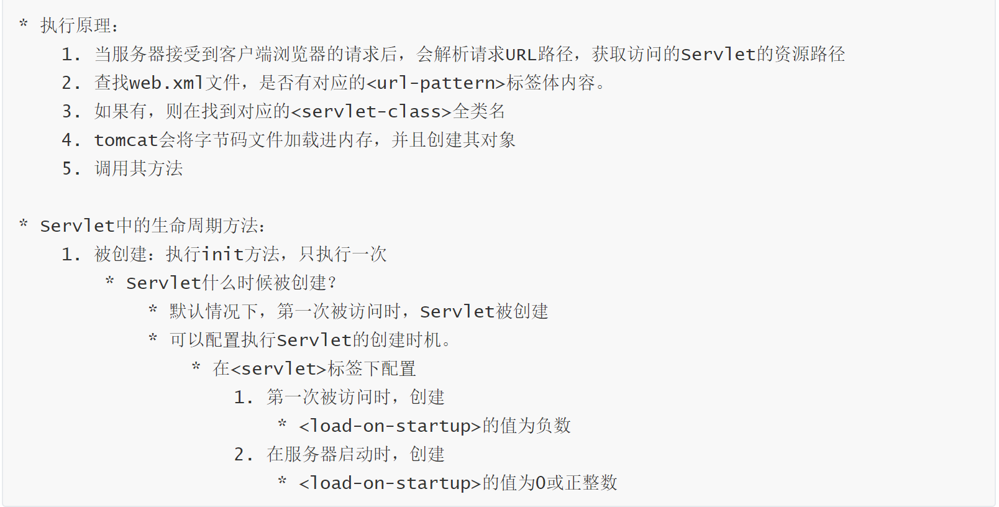 * 执行原理：
1. 当服务器接受到客户端浏览器的请求后，会解析请求URL路径，获取访问的Servlet的资源路径
2. 查找web.xml文件，是否有对应的<url-pattern>标签体内容。
3. 如果有，则在找到对应的<servlet-class>全类名
4. tomcat会将字节码文件加载进内存，并且创建其对象
5. 调用其方法
* Servlet中的生命周期方法：
1. 被创建：执行init方法，只执行一次
* Servlet什么时候被创建？
* 默认情况下，第一次被访问时，Servlet被创建
* 可以配置执行Servlet的创建时机。
* 在<servlet>标签下配置
1. 第一次被访问时，创建
* <load-on-startup>的值为负数
2. 在服务器启动时，创建
* <load-on-startup>的值为0或正整数